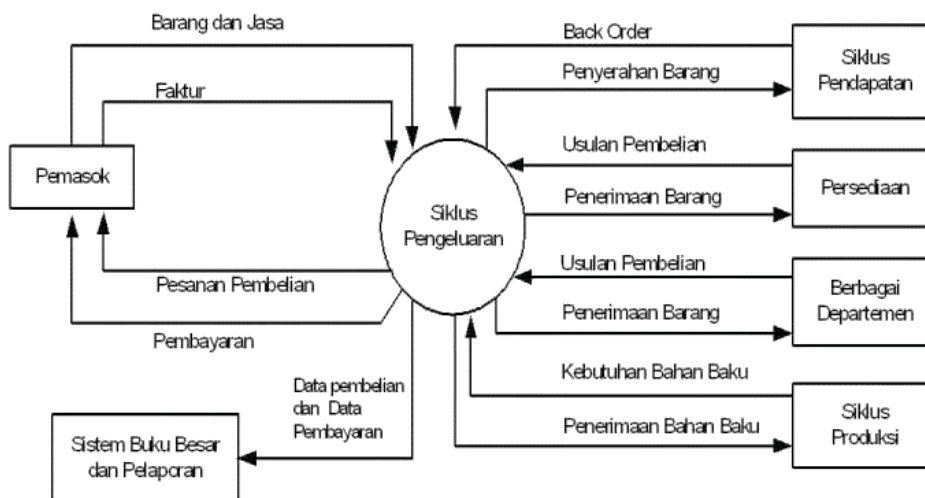 Barang dan Jasa
Faktur
Pemasok
Pesanan Pembelian
Pembayaran
Data pembelian
dan Data
Pembayaran
Sistem Buku Besar
dan Pelaporan
Siklus
Pengeluaran
Back Order
Penyerahan Barang
Siklus
Pendapatan
Usulan Pembelian
Penerimaan Barang
Persediaan
Usulan Pembelian
Penerimaan Barang
Berbagai
Departemen
Kebutuhan Bahan Baku
Penerimaan Bahan Baku
Siklus
Produksi